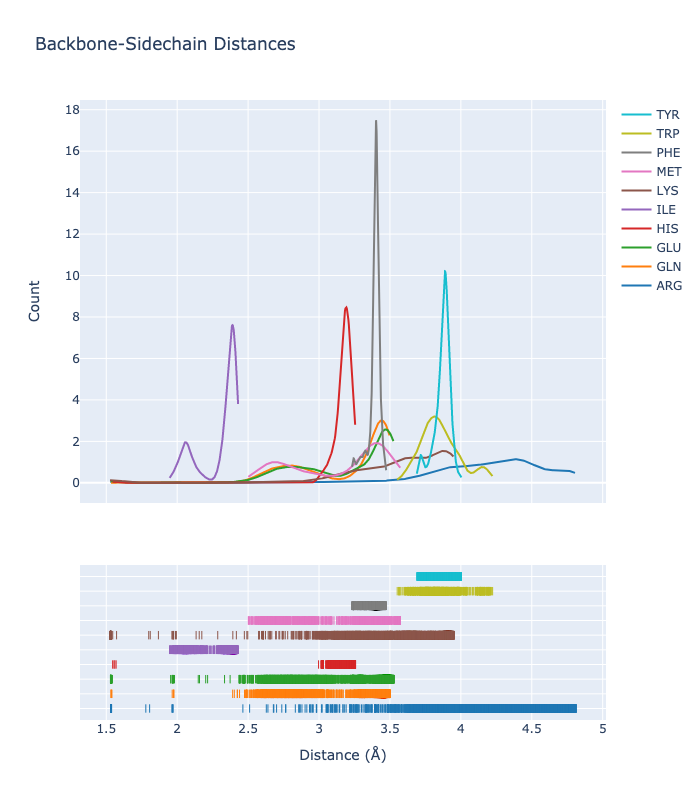 Backbone-Sidechain Distances
18
16
14
12
10
8
6
4
2
0
Count
TYR
TRP
PHE
MET
LYS
ILE
HIS
GLU
GLN
ARG
1.5 2 2.5 3 3.5 4 4.5 5
Distance (Å)